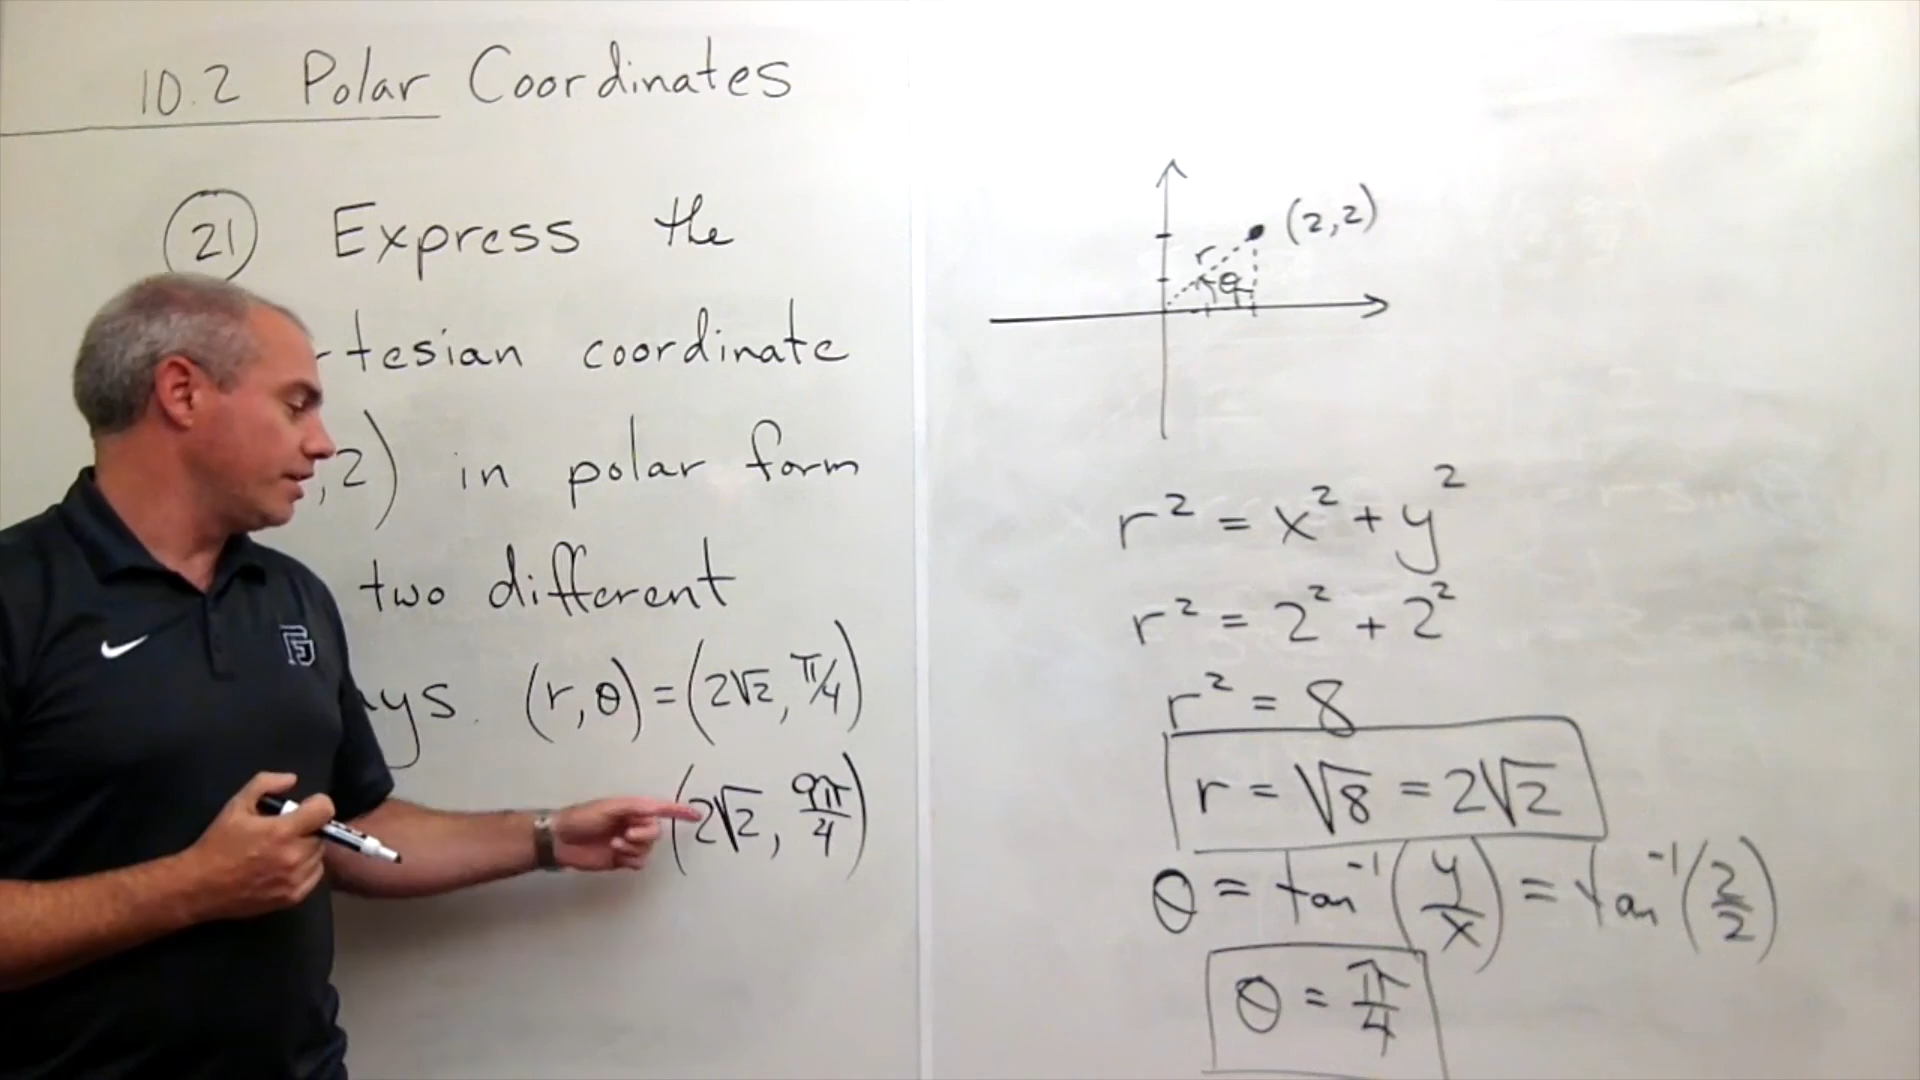 10.2 Polar Coordinates
21 Express the
rtesian coordinate
,2) in polar form
two different
ys. (r, θ) = (2√2, π/4)
(2√2, 9π/4)
(2,2)
r
θ
r² = x² + y²
r² = 2² + 2²
r² = 8
r = √8 = 2√2
θ = tan⁻¹(y/x) = tan⁻¹(2/2)
θ = π/4